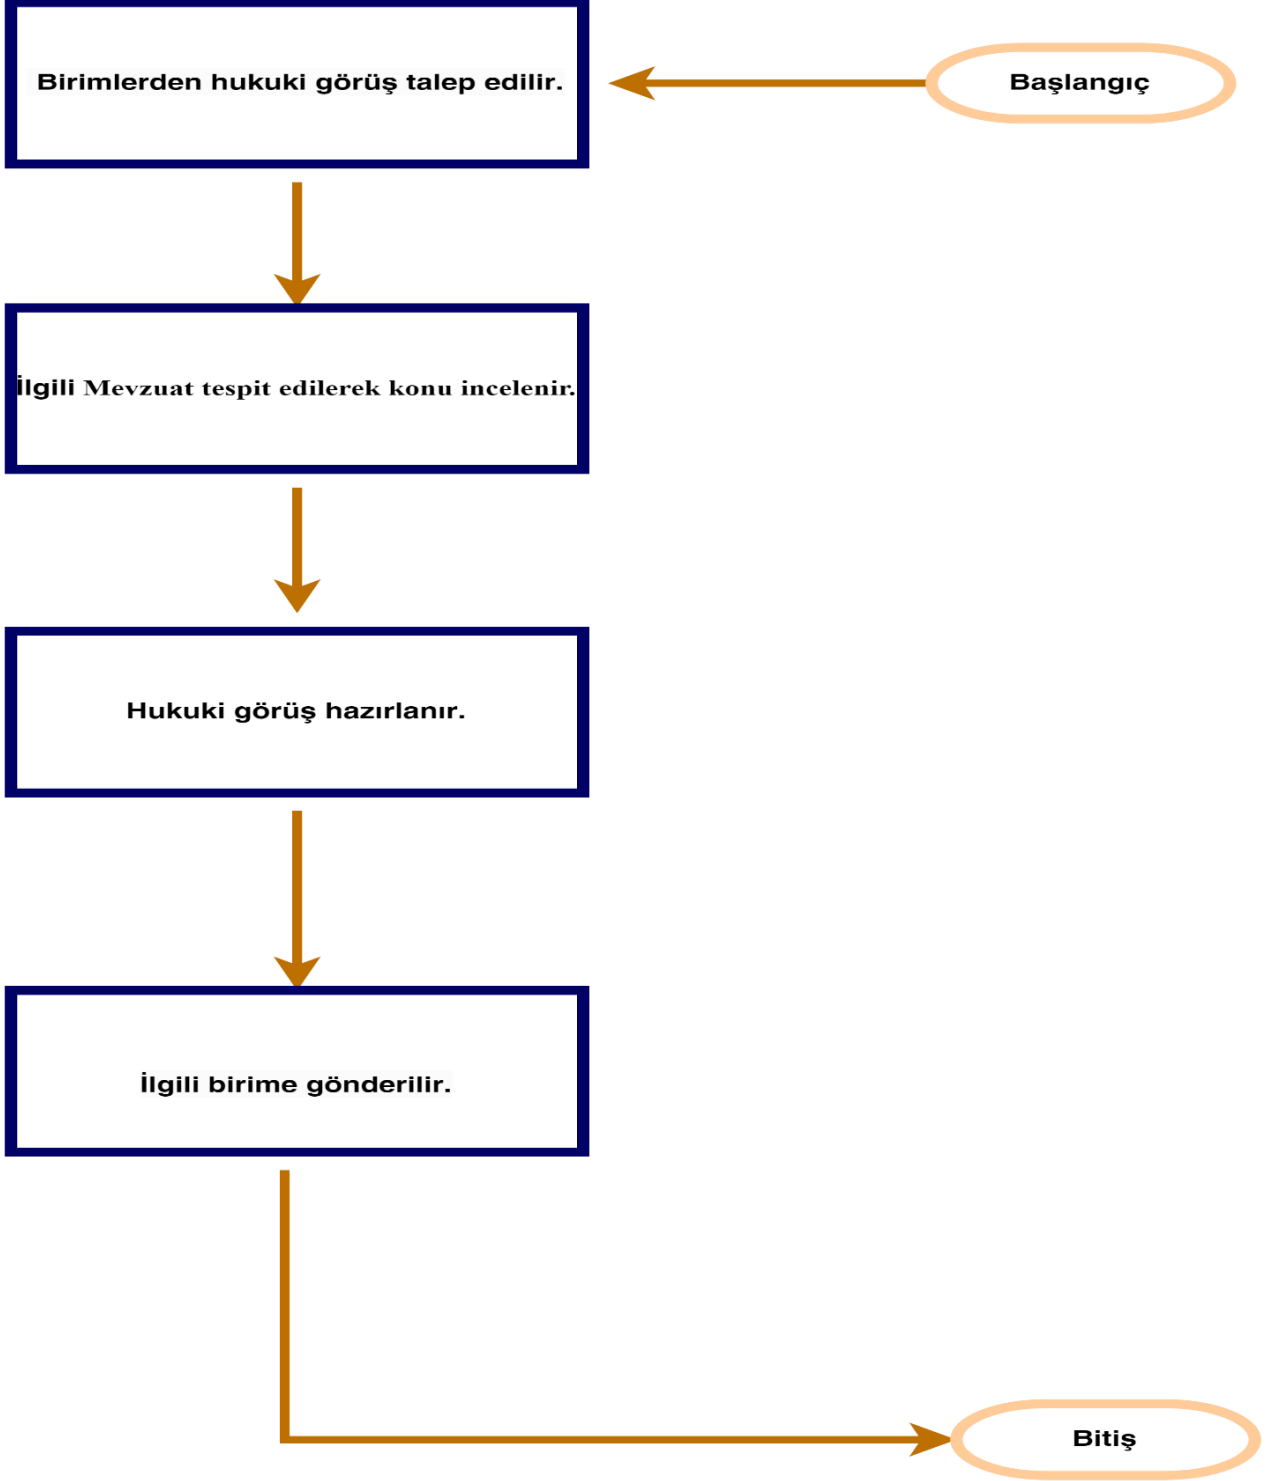 Başlangıç
Birimlerden hukuki görüş talep edilir.
İlgili Mevzuat tespit edilerek konu incelenir.
Hukuki görüş hazırlanır.
İlgili birime gönderilir.
Bitiş